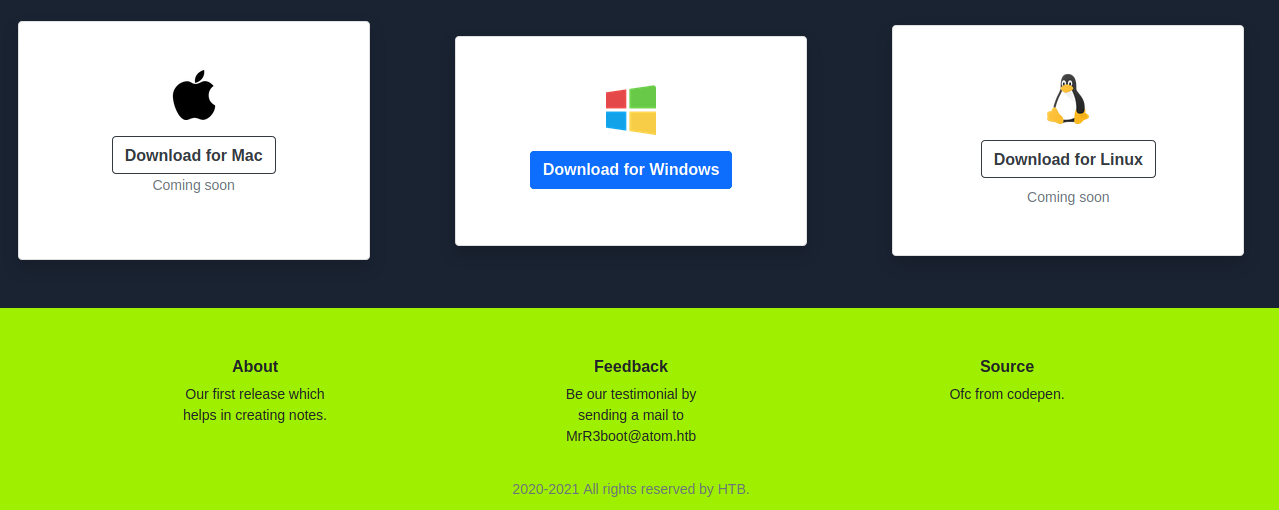 Download for Mac
Coming soon
Download for Windows
Download for Linux
Coming soon
About
Our first release which
helps in creating notes.
Feedback
Be our testimonial by
sending a mail to
MrR3boot@atom.htb
Source
Ofc from codepen.
2020-2021 All rights reserved by HTB.